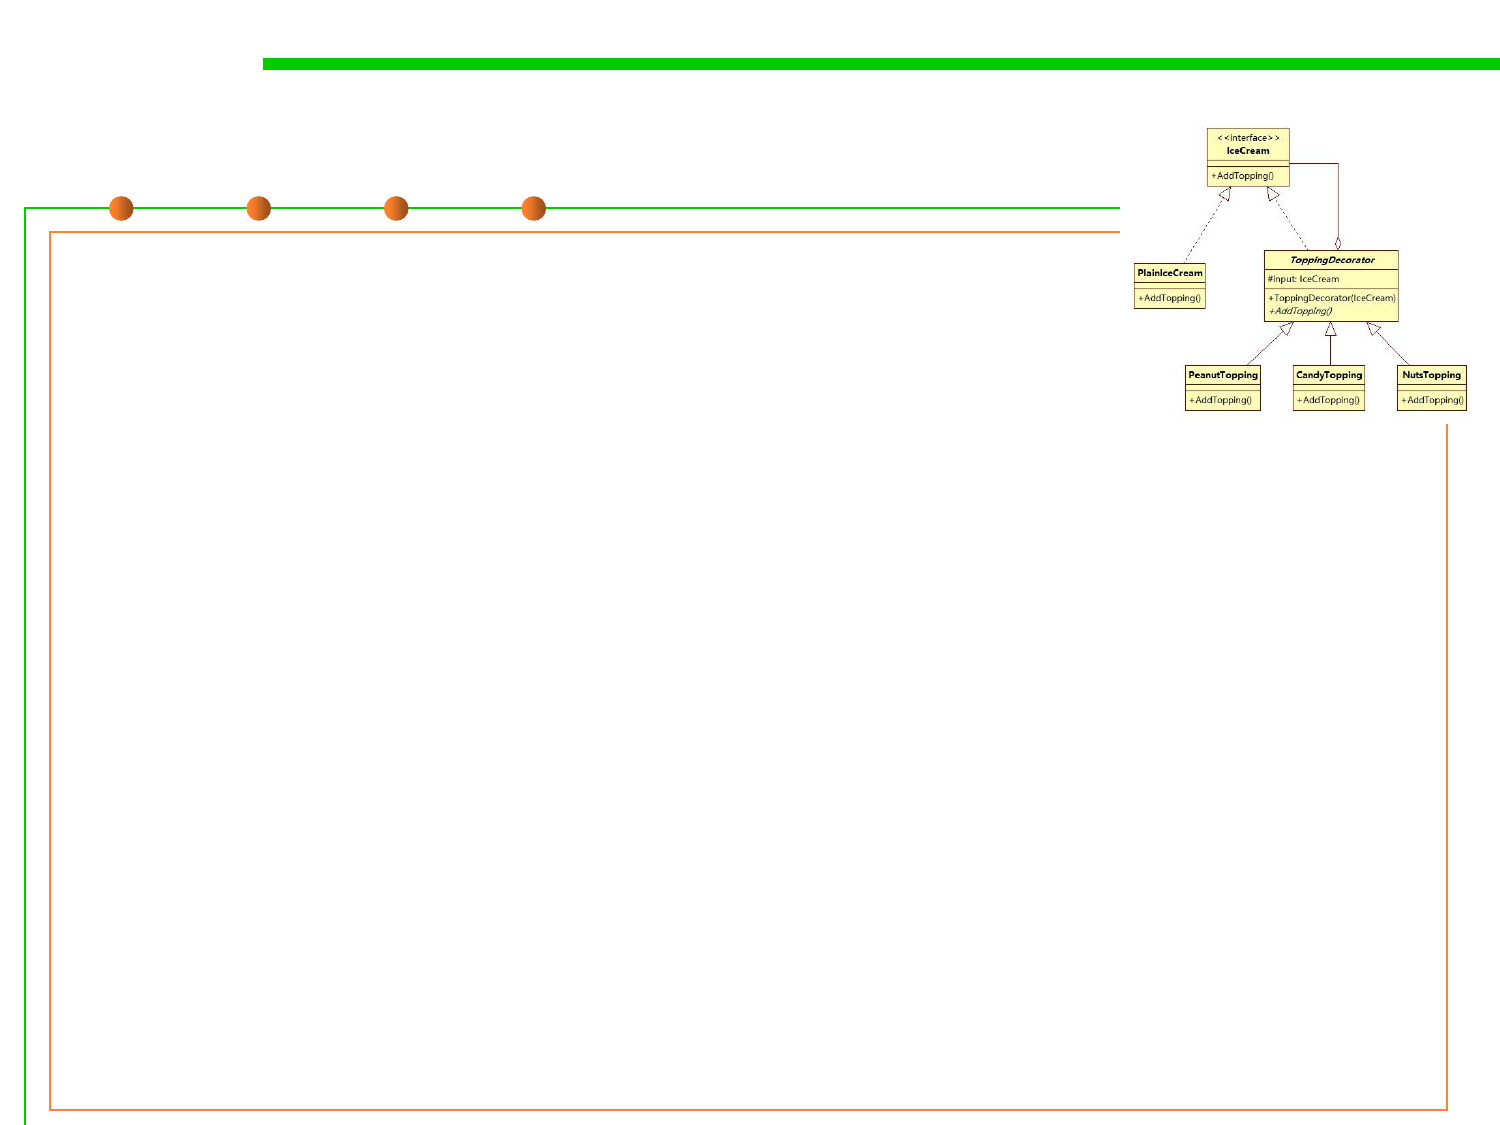 <<interface>>
IceCream
+AddTopping()
PlainIceCream
+AddTopping()
ToppingDecorator
#input: IceCream
+ToppingDecorator(IceCream)
+AddTopping()
PeanutTopping
+AddTopping()
CandyTopping
+AddTopping()
NutsTopping
+AddTopping()